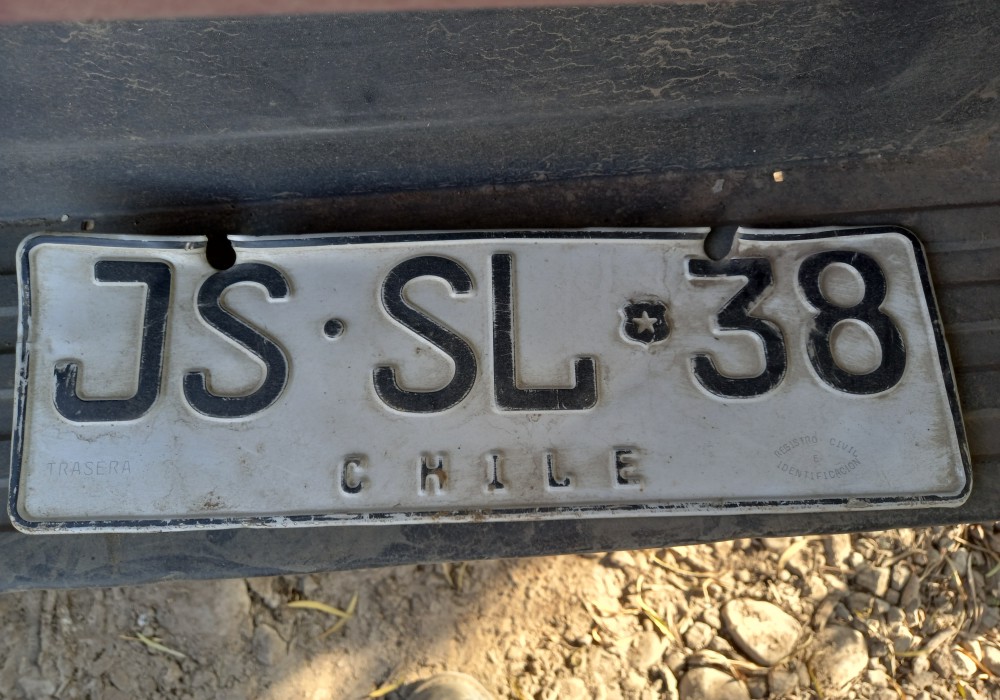 JS·SL 38
CHILE
TRASERA
REGISTRO CIVIL
E
IDENTIFICACION